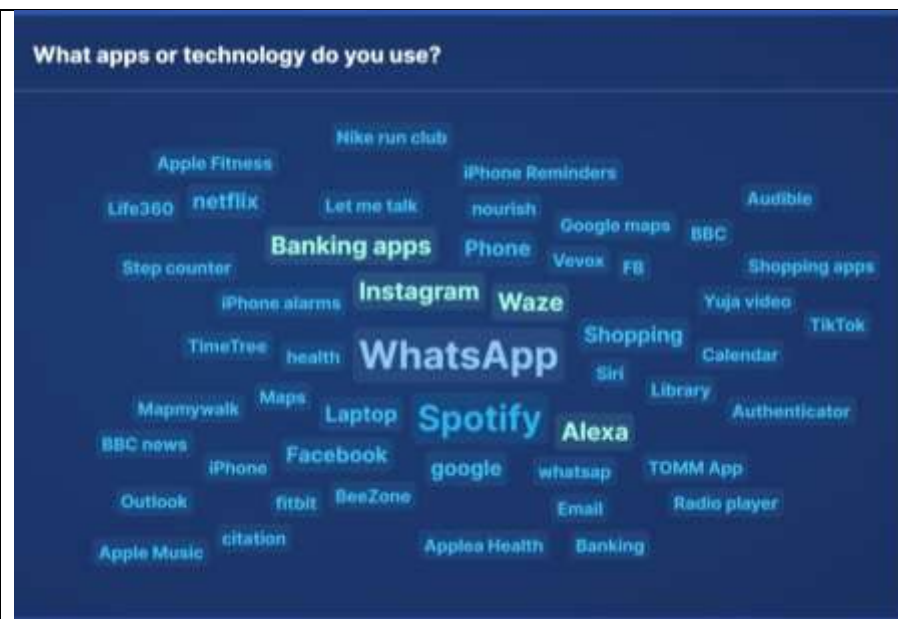 What apps or technology do you use?
Nike run club
Apple Fitness
iPhone Reminders
Life360 netflix Let me talk nourish Audible
Google maps BBC
Banking apps Phone
Step counter Vevox FB Shopping apps
iPhone alarms Instagram Waze Yuja video
TimeTree health WhatsApp Shopping TikTok
Siri Calendar
Mapmywalk Maps Laptop Spotify Library
Alexa Authenticator
BBC news Facebook
iPhone google whatsap TOMM App
Outlook fitbit BeeZone Email Radio player
Apple Music citation Applea Health Banking